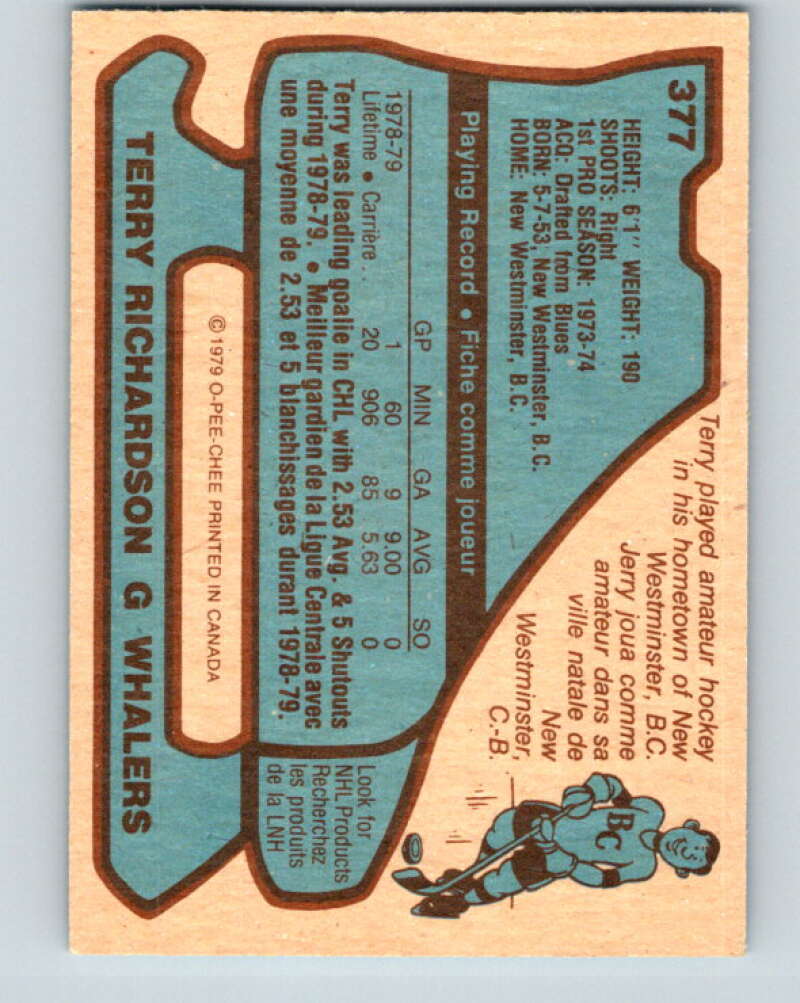 377
HEIGHT: 6'1" WEIGHT: 190
SHOOTS: Right
1st PRO SEASON: 1973-74
ACQ: Drafted from Blues
BORN: 5-7-53; New Westminster, B.C.
HOME: New Westminster, B.C.
Terry played amateur hockey
in his hometown of New
Westminster, B.C.
Jerry joua comme
amateur dans sa
ville natale de
New
Westminster,
C.-B.
BC
Playing Record • Fiche comme joueur
GP MIN GA AVG SO
1978-79 1 60 9 9.00 0
Lifetime • Carrière . . 20 906 85 5.63 0
Terry was leading goalie in CHL with 2.53 Avg. & 5 Shutouts
during 1978-79. • Meilleur gardien de la Ligue Centrale avec
une moyenne de 2.53 et 5 blanchissages durant 1978-79.
Look for
NHL Products
Recherchez
les produits
de la LNH
© 1979 O-PEE-CHEE PRINTED IN CANADA
TERRY RICHARDSON G WHALERS